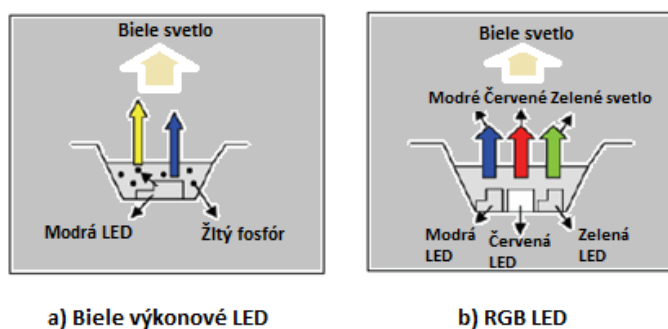 Biele svetlo
Modrá LED
Žltý fosfór
a) Biele výkonové LED
Biele svetlo
Modré Červené Zelené svetlo
Modrá LED
Červená LED
Zelená LED
b) RGB LED